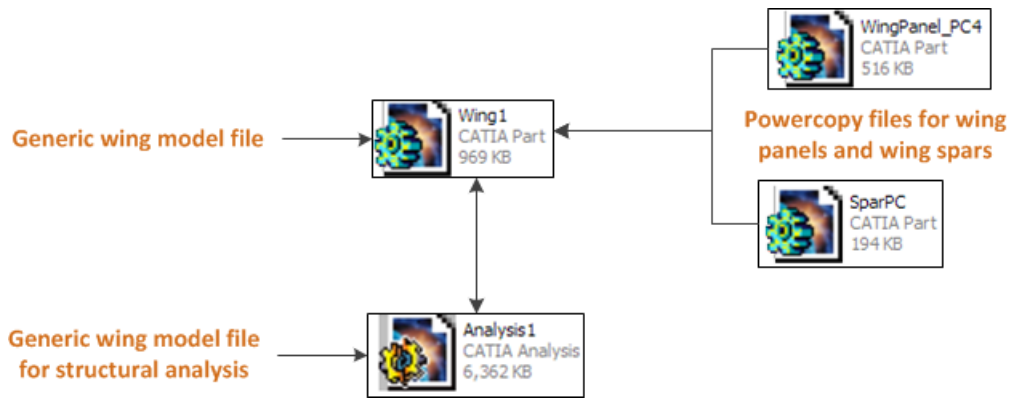 WingPanel_PC4
CATIA Part
516 KB
Generic wing model file
Wing1
CATIA Part
969 KB
Powercopy files for wing
panels and wing spars
SparPC
CATIA Part
194 KB
Generic wing model file
for structural analysis
Analysis1
CATIA Analysis
6,362 KB